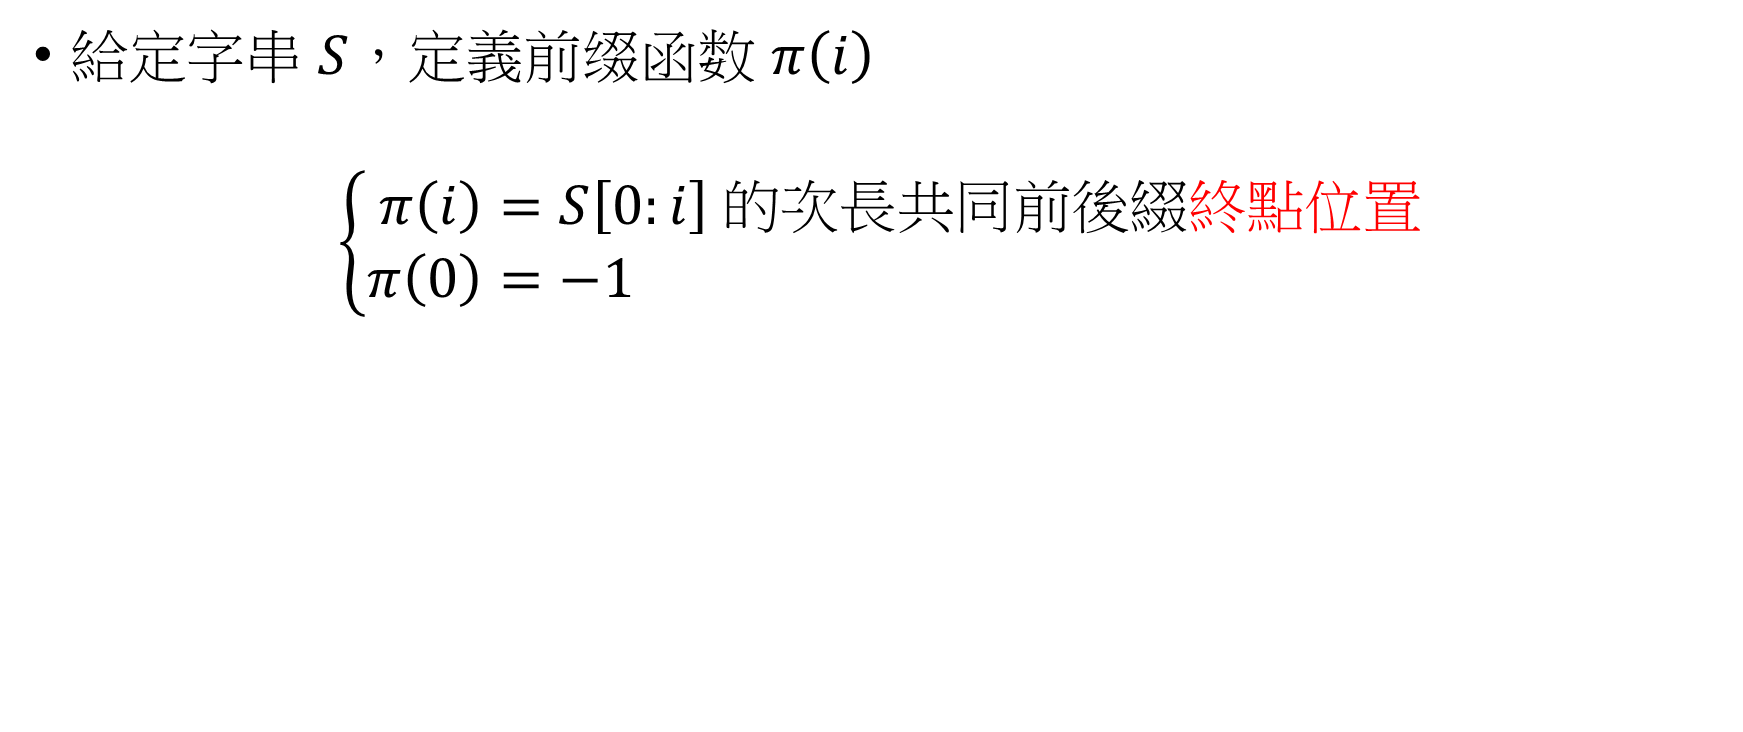 • 給定字串 S，定義前缀函数 π(i)
π(i) = S[0: i] 的次長共同前後綴終點位置
π(0) = −1